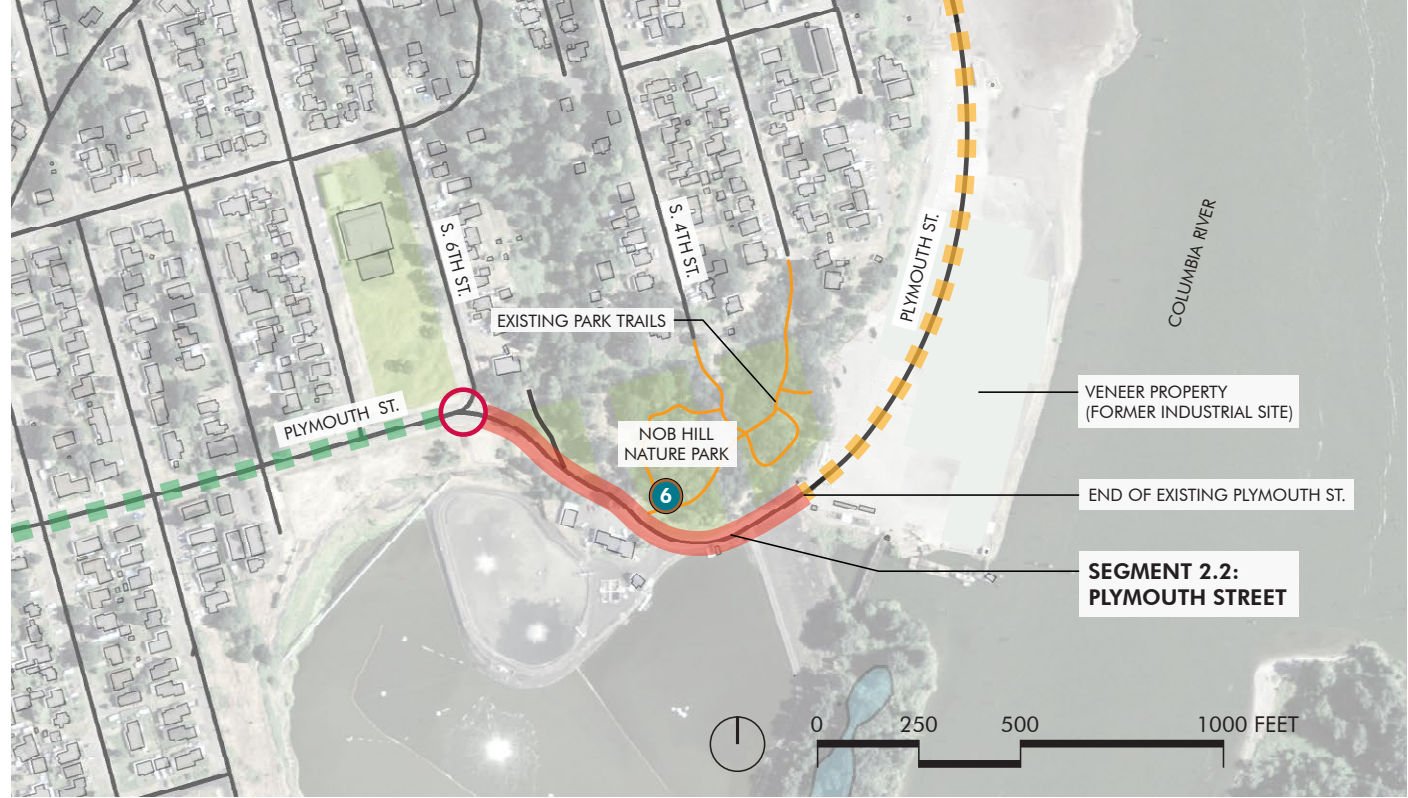 S. 6TH ST.
S. 4TH ST.
PLYMOUTH ST.
COLUMBIA RIVER
EXISTING PARK TRAILS
PLYMOUTH ST.
NOB HILL
NATURE PARK
6
VENEER PROPERTY
(FORMER INDUSTRIAL SITE)
END OF EXISTING PLYMOUTH ST.
SEGMENT 2.2:
PLYMOUTH STREET
0 250 500 1000 FEET